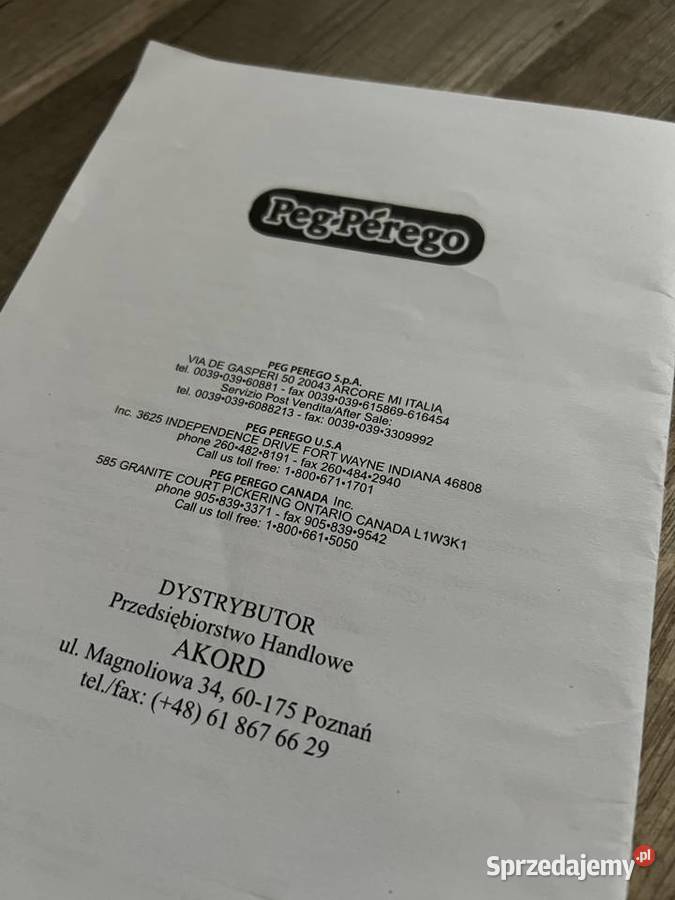 Peg-Pérego
PEG PEREGO S.p.A.
VIA DE GASPERI 50 20043 ARCORE MI ITALIA
tel. 0039•039•60881 - fax 0039•039•615869-616454
Servizio Post Vendita/After Sale:
tel. 0039•039•6088213 - fax: 0039•039•3309992
PEG PEREGO U.S.A
Inc. 3625 INDEPENDENCE DRIVE FORT WAYNE INDIANA 46808
phone 260•482•8191 - fax 260•484•2940
Call us toll free: 1•800•671•1701
PEG PEREGO CANADA Inc.
585 GRANITE COURT PICKERING ONTARIO CANADA L1W3K1
phone 905•839•3371 - fax 905•839•9542
Call us toll free: 1•800•661•5050
DYSTRYBUTOR
Przedsiębiorstwo Handlowe
AKORD
ul. Magnoliowa 34, 60-175 Poznań
tel./fax: (+48) 61 867 66 29
Sprzedajemy.pl